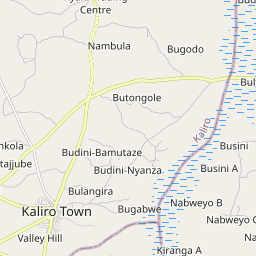 Centre
Nambula
Bugodo
Butongole
Kaliro
Busini
Budini-Bamutaze
Budini-Nyanza
Busini A
Bulangira
Nabweyo B
Kaliro Town
Bugabwe
Nabweyo
Valley Hill
Kiranga A